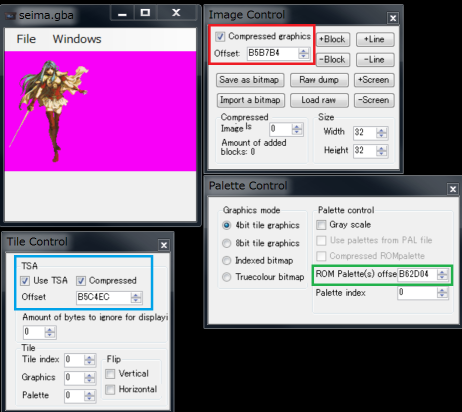 seima.gba
File Windows
Image Control
Compressed graphics
Offset: B5B7B4
+Block +Line
-Block -Line
Save as bitmap Raw dump +Screen
Import a bitmap Load raw -Screen
Compressed
Image Is 0
Amount of added
blocks: 0
Size
Width 32
Height 32
Palette Control
Graphics mode
4bit tile graphics
8bit tile graphics
Indexed bitmap
Truecolour bitmap
Palette control
Gray scale
Use palettes from PAL file
Compressed ROMpalette
ROM Palette(s) offse B62D04
Palette index 0
Tile Control
TSA
Use TSA Compressed
Offset B5C4EC
Amount of bytes to ignore for displayi
0
Tile
Tile index 0
Graphics 0
Palette 0
Flip
Vertical
Horizontal